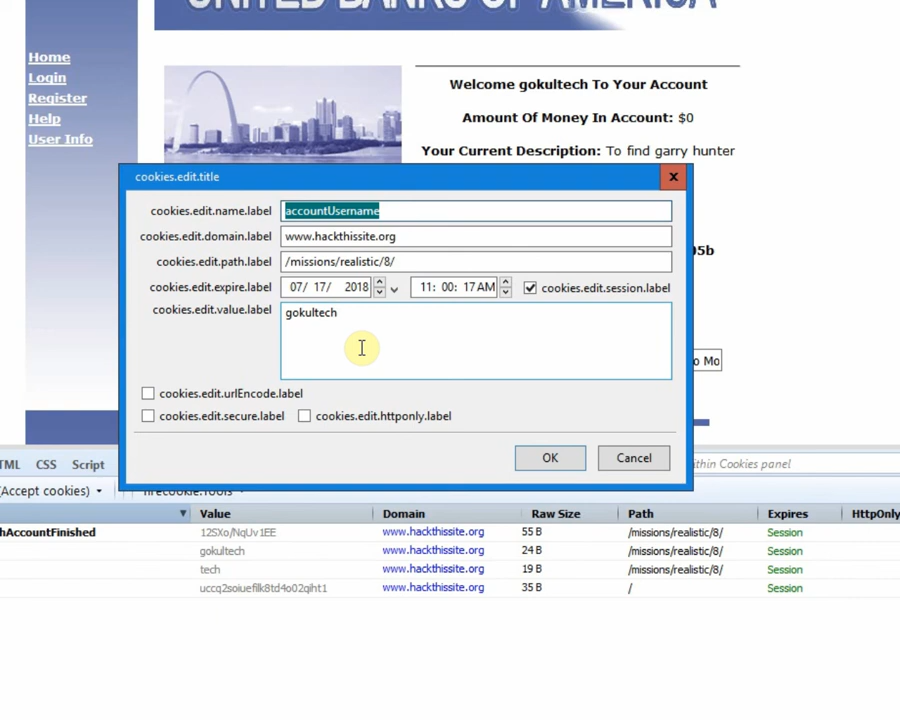 UNITED BANKS OF AMERICA
Home
Login
Register
Help
User Info
Welcome gokultech To Your Account
Amount Of Money In Account: $0
Your Current Description: To find garry hunter
05b
o Mo
cookies.edit.title
x
cookies.edit.name.label accountUsername
cookies.edit.domain.label www.hackthissite.org
cookies.edit.path.label /missions/realistic/8/
cookies.edit.expire.label 07/ 17/ 2018 11: 00: 17 AM cookies.edit.session.label
cookies.edit.value.label gokultech
cookies.edit.urlEncode.label
cookies.edit.secure.label cookies.edit.httponly.label
OK Cancel
TML CSS Script ithin Cookies panel
(Accept cookies) firecookie.Tools
Value Domain Raw Size Path Expires HttpOnly
hAccountFinished 12SXo/NqUv1EE www.hackthissite.org 55 B /missions/realistic/8/ Session
gokultech www.hackthissite.org 24 B /missions/realistic/8/ Session
tech www.hackthissite.org 19 B /missions/realistic/8/ Session
uccq2soiuefilk8td4o02qiht1 www.hackthissite.org 35 B / Session